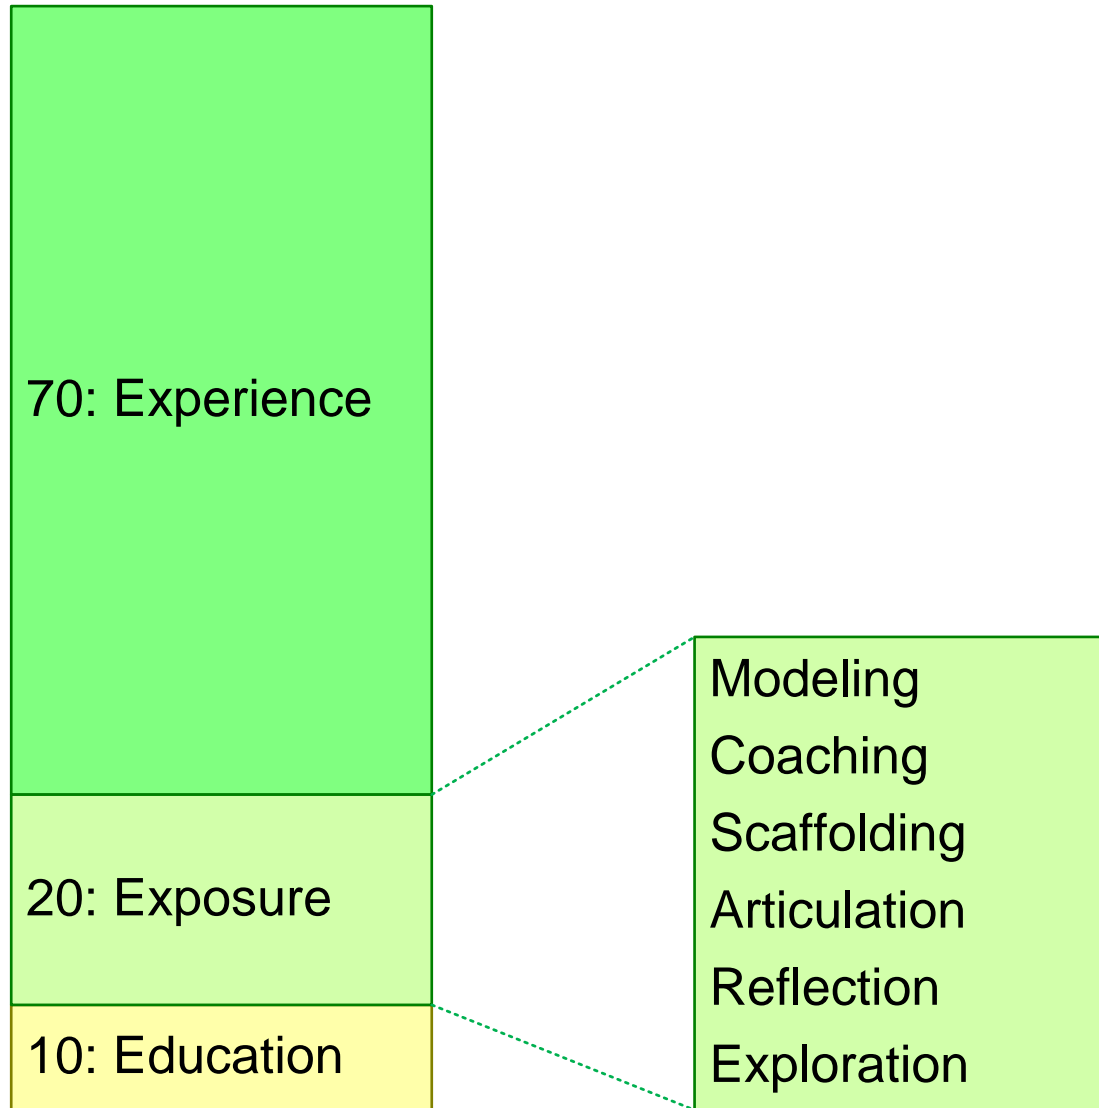 70: Experience
20: Exposure
10: Education
Modeling
Coaching
Scaffolding
Articulation
Reflection
Exploration